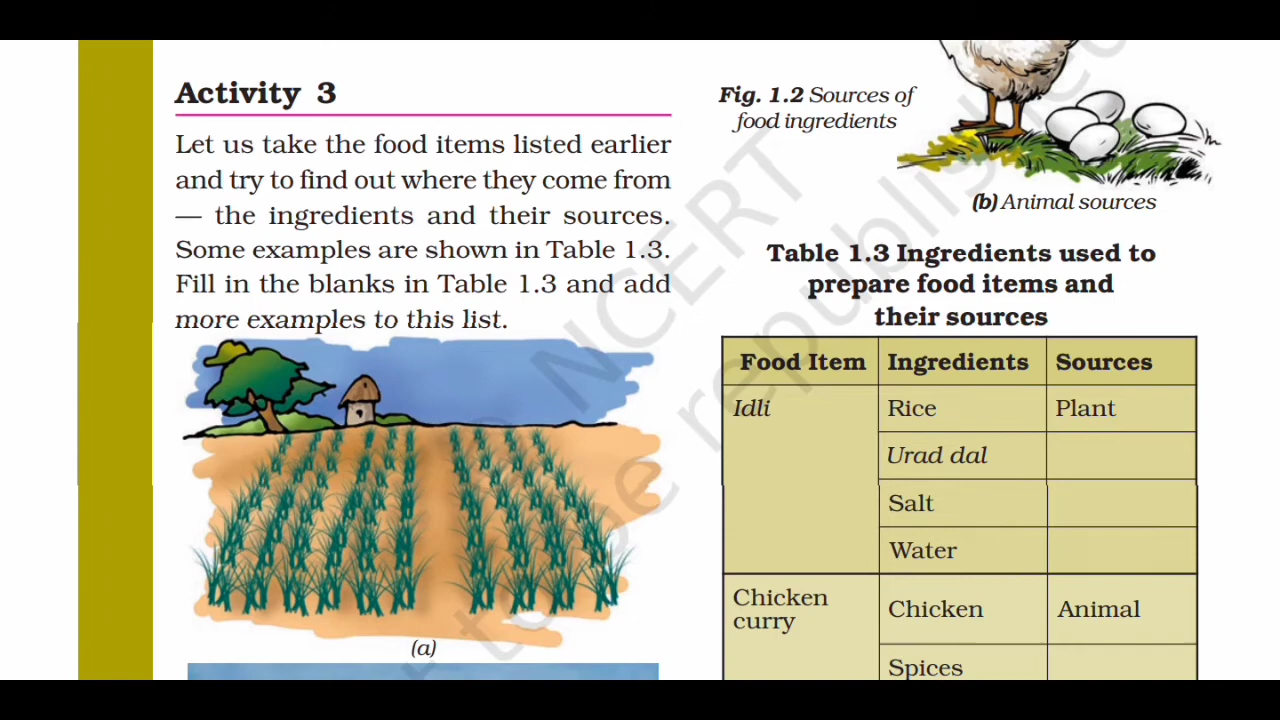 Activity 3
Let us take the food items listed earlier
and try to find out where they come from
— the ingredients and their sources.
Some examples are shown in Table 1.3.
Fill in the blanks in Table 1.3 and add
more examples to this list.
(a)
Fig. 1.2 Sources of
food ingredients
(b) Animal sources
Table 1.3 Ingredients used to
prepare food items and
their sources
Food Item Ingredients Sources
Idli Rice Plant
Urad dal
Salt
Water
Chicken
curry Chicken Animal
Spices
NCERT
be republished